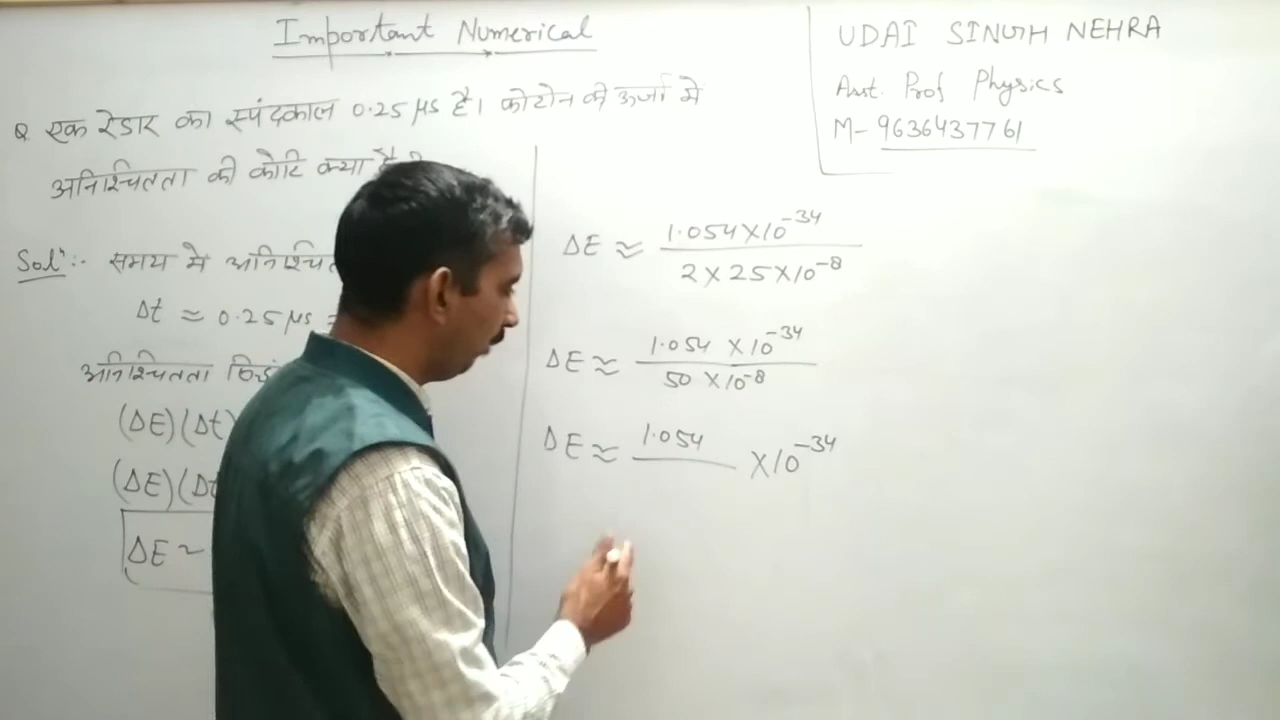 Important Numerical
Q. एक रेडार का स्पंदकाल 0.25 μs है। फोटोन की ऊर्जा में
अनिश्चितता की कोटि क्या है
Solⁿ:- समय में अनिश्चित
Δt ≈ 0.25 μs =
अनिश्चितता
(ΔE)(Δt)
(ΔE)(Δt
ΔE ~
ΔE ≈ 1.054×10⁻³⁴ / 2×25×10⁻⁸
ΔE ≈ 1.054 ×10⁻³⁴ / 50 ×10⁻⁸
ΔE ≈ 1.054 / ×10⁻³⁴
UDAI SINGH NEHRA
Asst. Prof Physics
M- 9636437761